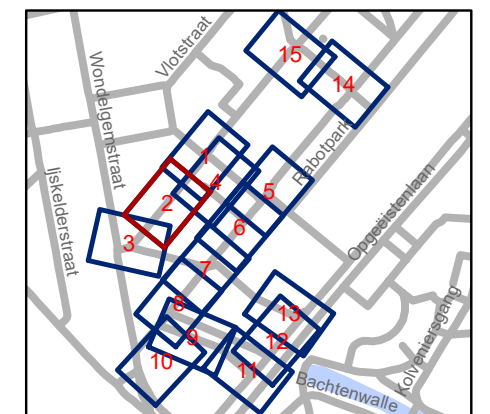 Vlotstraat
15
14
Wondelgemstraat
Rabotpark
1
4
5
2
Ijskelderstraat
Opgeëistenlaan
6
3
7
8
13
9
12
10
11
Kolveniersgang
Bachtenwalle